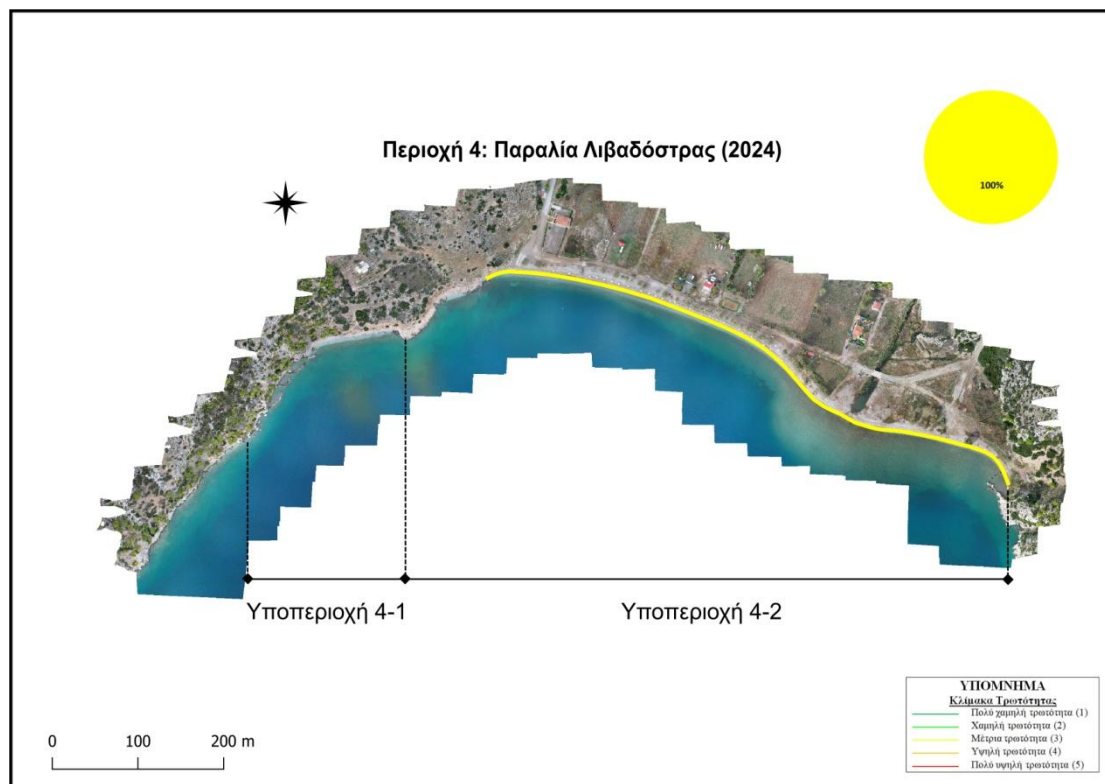 Περιοχή 4: Παραλία Λιβαδόστρας (2024)
100%
Υποπεριοχή 4-1
Υποπεριοχή 4-2
0 100 200 m
ΥΠΟΜΝΗΜΑ
Κλίμακα Τρωτότητας
Πολύ χαμηλή τρωτότητα (1)
Χαμηλή τρωτότητα (2)
Μέτρια τρωτότητα (3)
Υψηλή τρωτότητα (4)
Πολύ υψηλή τρωτότητα (5)